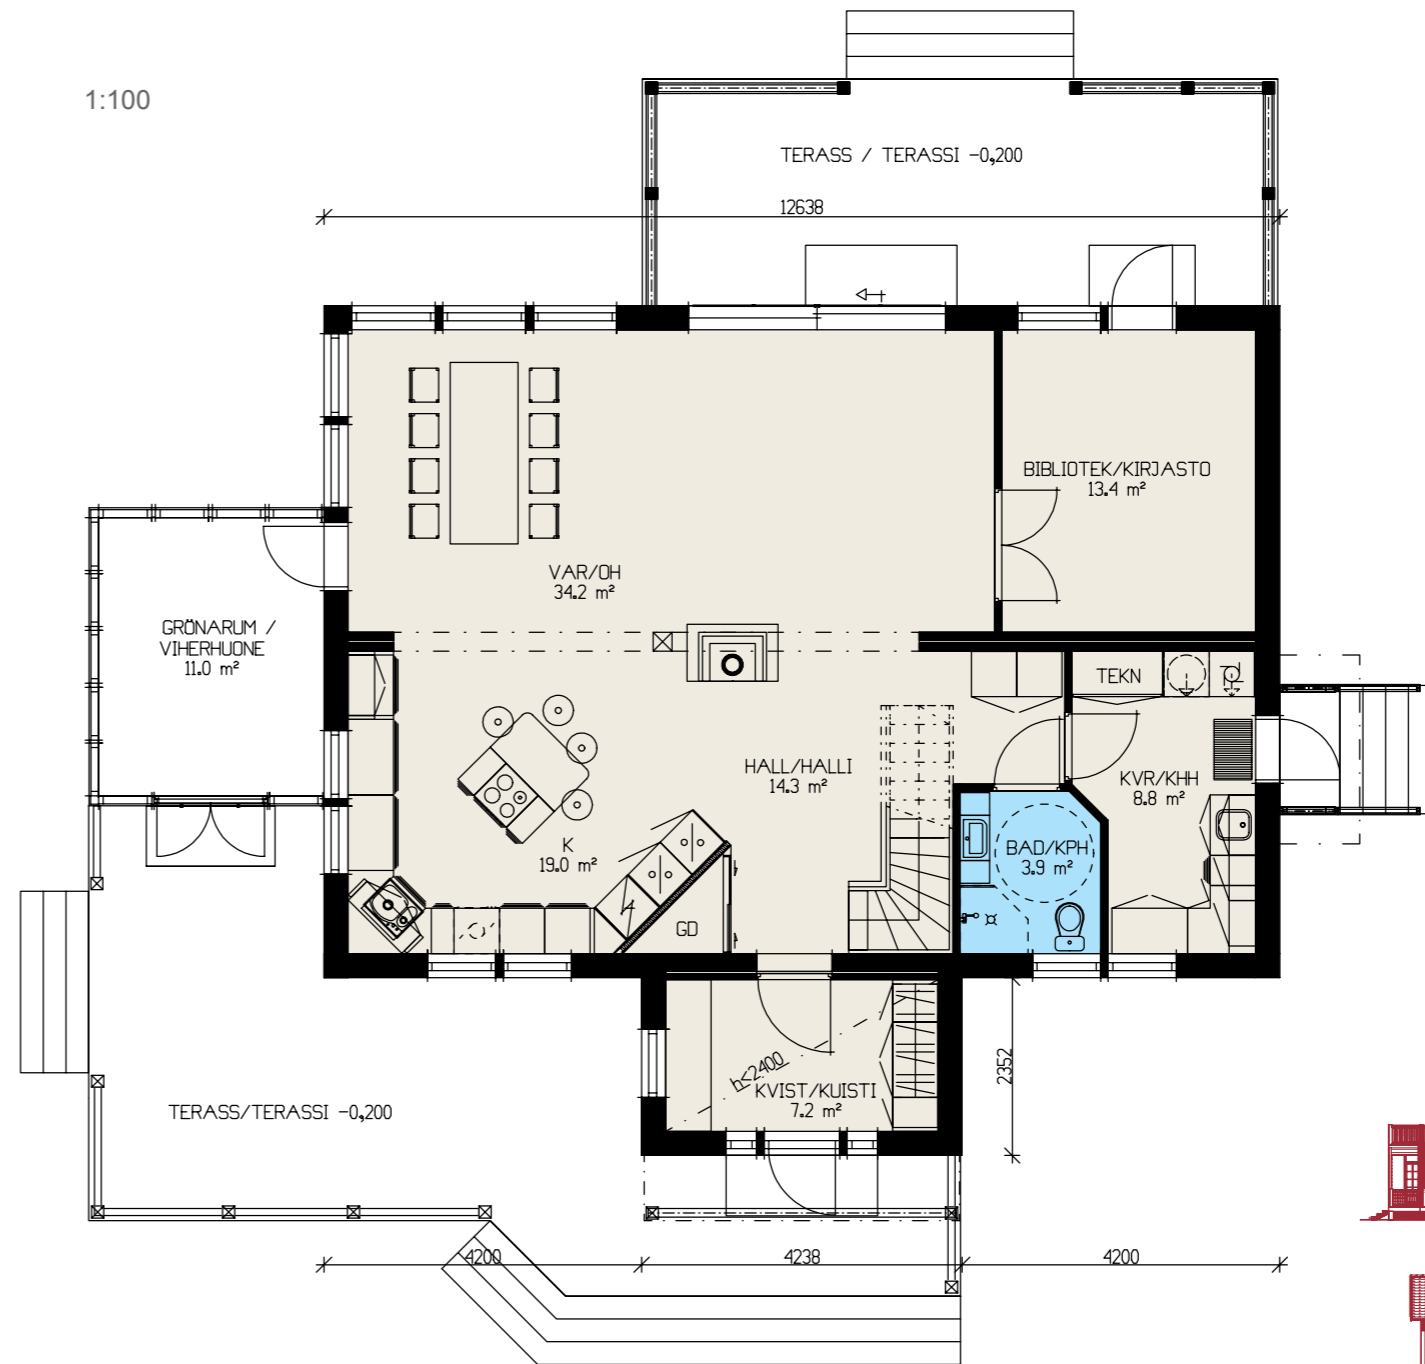 1:100
TERASS / TERASSI -0,200
12638
BIBLIOTEK/KIRJASTO
13.4 m²
VAR/OH
34.2 m²
GRÖNARUM /
VIHERHUONE
11.0 m²
TEKN
HALL/HALLI
14.3 m²
KVR/KHH
8.8 m²
K
19.0 m²
BAD/KPH
3.9 m²
GD
h<2400
KVIST/KUISTI
7.2 m²
2352
TERASS/TERASSI -0,200
4200
4238
4200